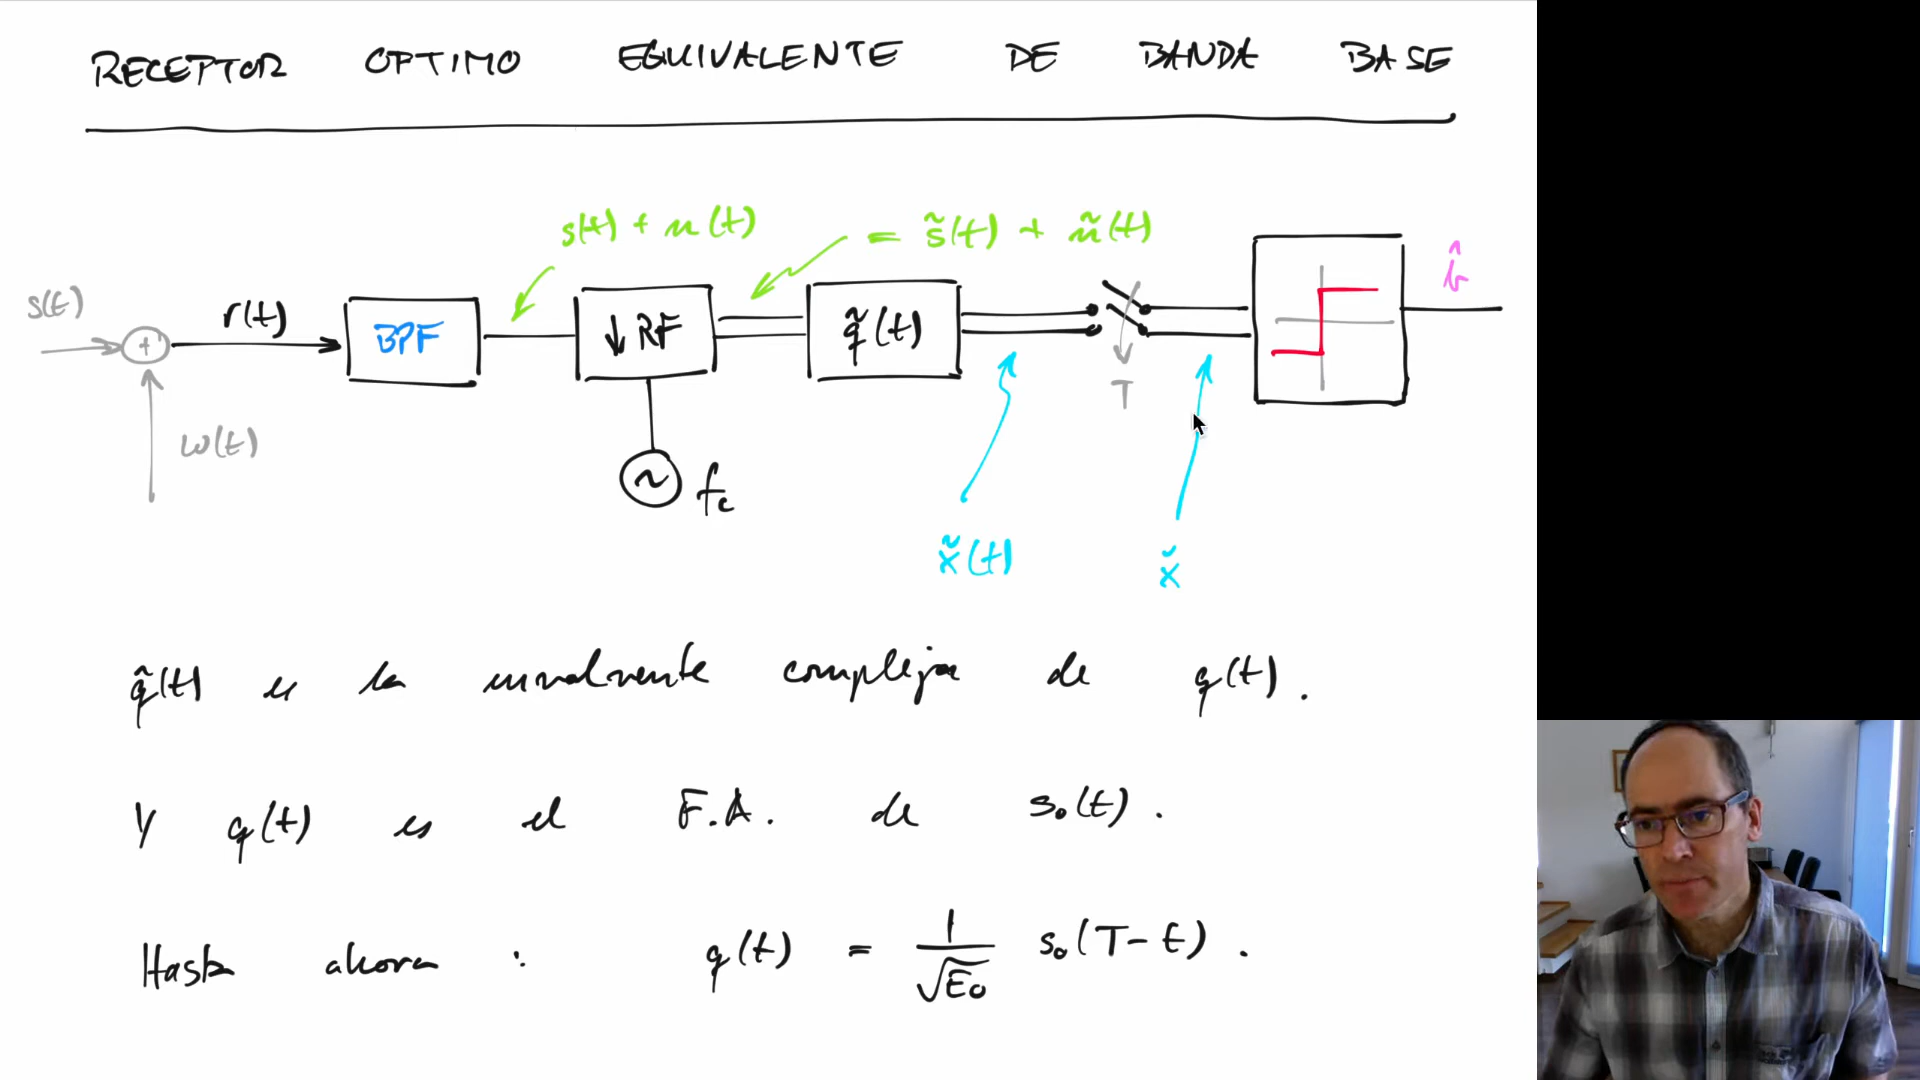 RECEPTOR OPTIMO EQUIVALENTE DE BANDA BASE
s(t) + n(t) = s̃(t) + ñ(t)
s(t) + r(t) BPF ↓ RF q̃(t) T b̂
w(t)
~ fc
x̃(t) x̃
q̃(t) es la envolvente compleja de q(t).
Y q(t) es el F.A. de s₀(t).
Hasta ahora : q(t) = 1/√E₀ s₀(T-t).